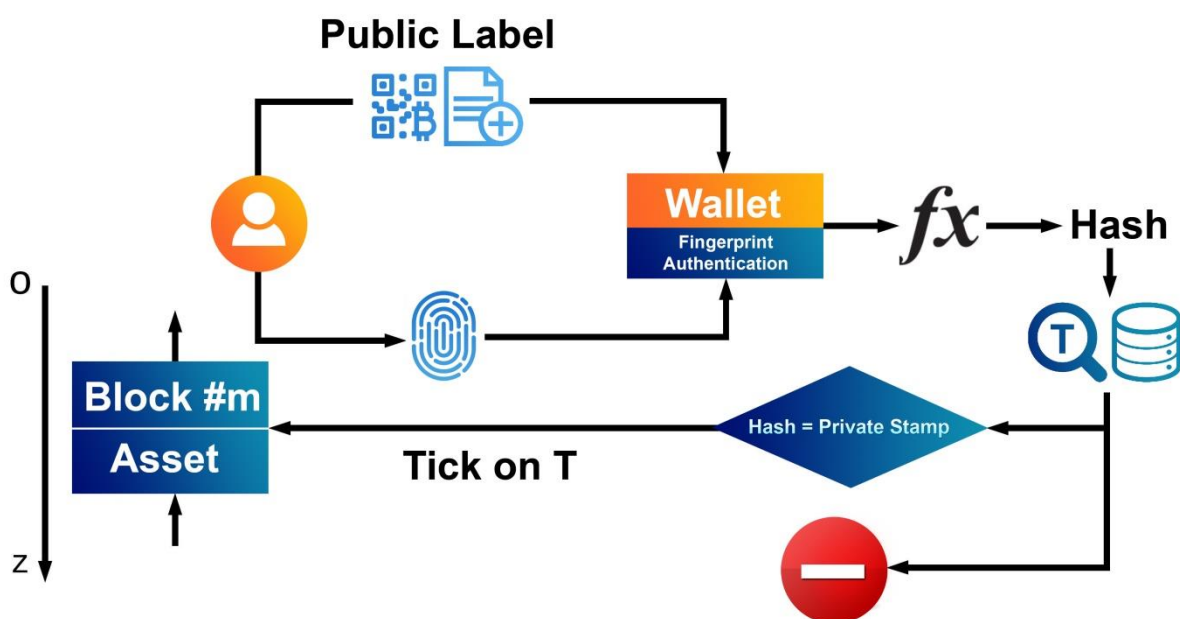 Public Label
Wallet
Fingerprint
Authentication
fx
Hash
O
T
Block #m
Asset
Hash = Private Stamp
Tick on T
z